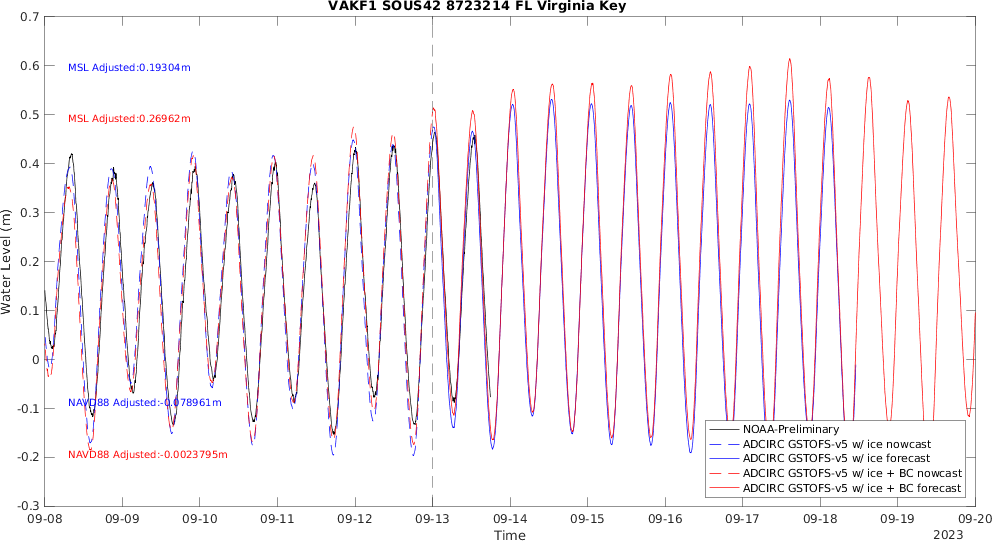 VAKF1 SOUS42 8723214 FL Virginia Key
0.7
0.6
0.5
0.4
0.3
0.2
0.1
0
-0.1
-0.2
-0.3
Water Level (m)
MSL Adjusted:0.19304m
MSL Adjusted:0.26962m
NAVD88 Adjusted:-0.078961m
NAVD88 Adjusted:-0.0023795m
NOAA-Preliminary
ADCIRC GSTOFS-v5 w/ ice nowcast
ADCIRC GSTOFS-v5 w/ ice forecast
ADCIRC GSTOFS-v5 w/ ice + BC nowcast
ADCIRC GSTOFS-v5 w/ ice + BC forecast
09-08 09-09 09-10 09-11 09-12 09-13 09-14 09-15 09-16 09-17 09-18 09-19 09-20
Time
2023